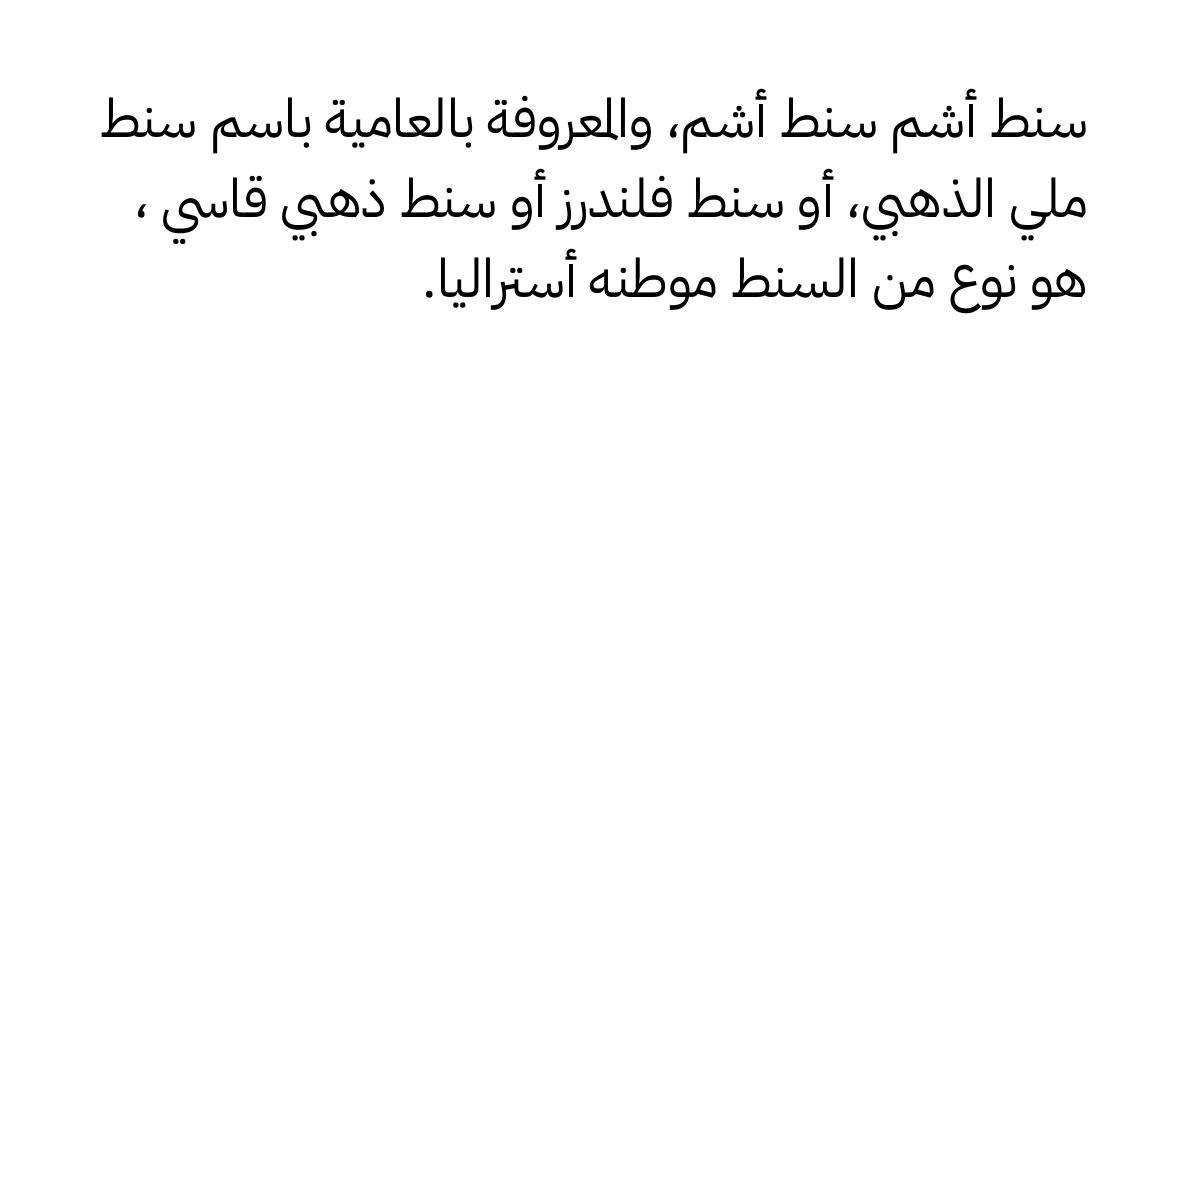 سنط أشم سنط أشم، والمعروفة بالعامية باسم سنط
ملي الذهبي، أو سنط فلندرز أو سنط ذهبي قاسي ،
هو نوع من السنط موطنه أستراليا.